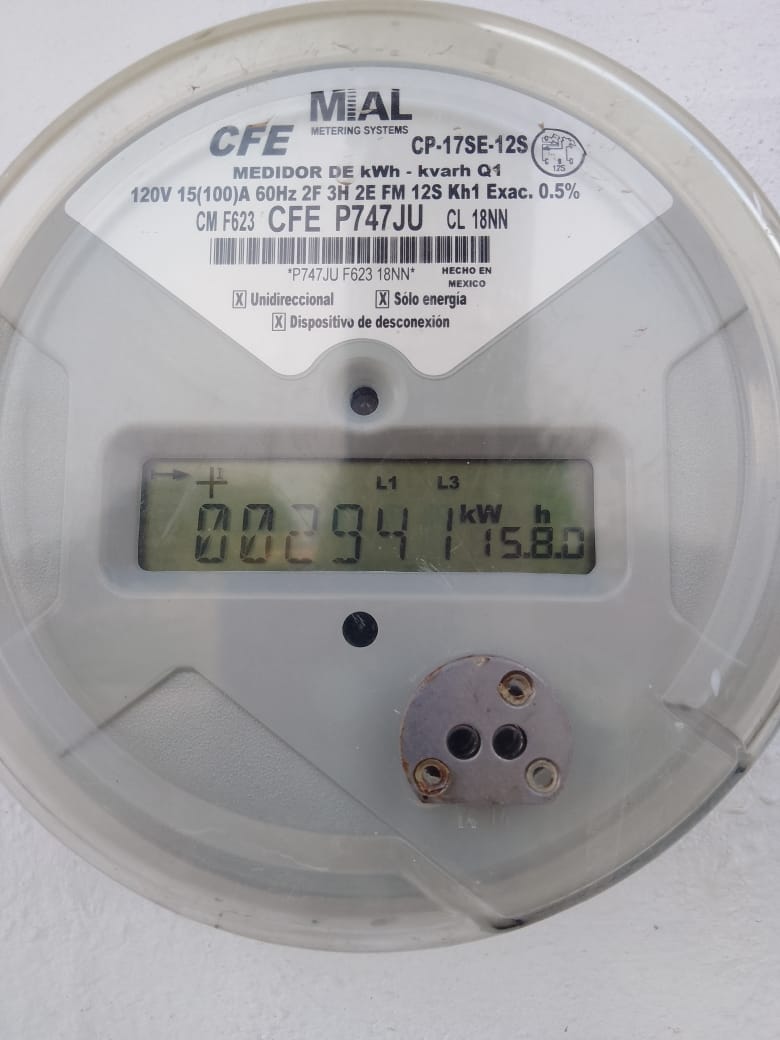 MIAL
METERING SYSTEMS
CFE
CP-17SE-12S
12S
MEDIDOR DE kWh - kvarh Q1
120V 15(100)A 60Hz 2F 3H 2E FM 12S Kh1 Exac. 0.5%
CM F623 CFE P747JU CL 18NN
*P747JU F623 18NN*
HECHO EN
MEXICO
X Unidireccional X Sólo energía
X Dispositivo de desconexión
L1 L3
002941 kW h 15.8.0